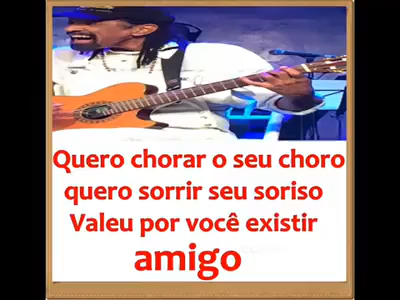 Quero chorar o seu choro
quero sorrir seu soriso
Valeu por você existir
amigo